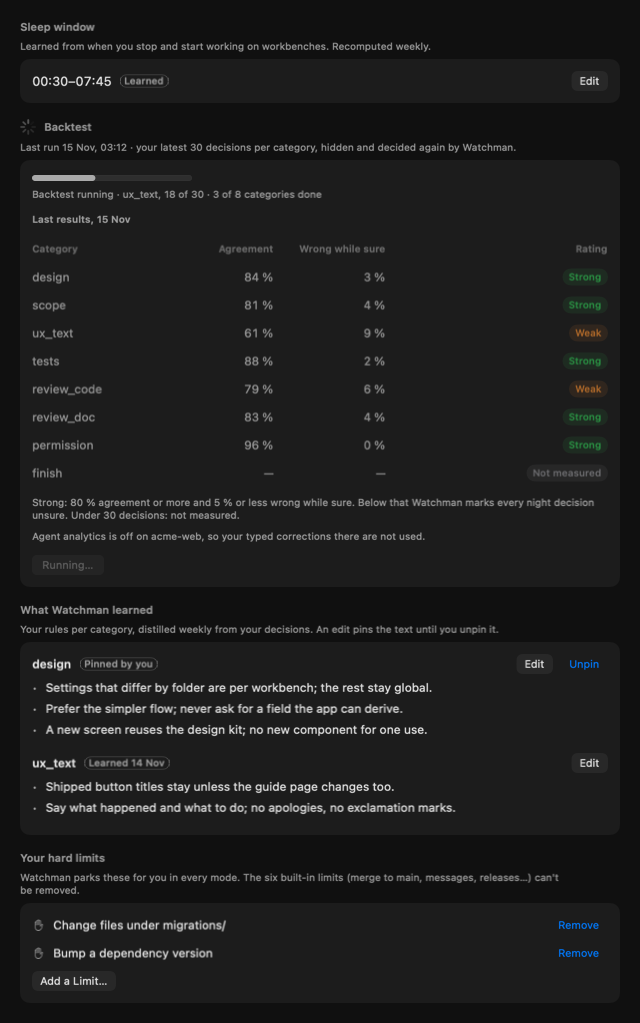 Sleep window
Learned from when you stop and start working on workbenches. Recomputed weekly.
00:30–07:45 Learned Edit
Backtest
Last run 15 Nov, 03:12 · your latest 30 decisions per category, hidden and decided again by Watchman.
Backtest running · ux_text, 18 of 30 · 3 of 8 categories done
Last results, 15 Nov
Category Agreement Wrong while sure Rating
design 84 % 3 % Strong
scope 81 % 4 % Strong
ux_text 61 % 9 % Weak
tests 88 % 2 % Strong
review_code 79 % 6 % Weak
review_doc 83 % 4 % Strong
permission 96 % 0 % Strong
finish — — Not measured
Strong: 80 % agreement or more and 5 % or less wrong while sure. Below that Watchman marks every night decision
unsure. Under 30 decisions: not measured.
Agent analytics is off on acme-web, so your typed corrections there are not used.
Running…
What Watchman learned
Your rules per category, distilled weekly from your decisions. An edit pins the text until you unpin it.
design Pinned by you Edit Unpin
· Settings that differ by folder are per workbench; the rest stay global.
· Prefer the simpler flow; never ask for a field the app can derive.
· A new screen reuses the design kit; no new component for one use.
ux_text Learned 14 Nov Edit
· Shipped button titles stay unless the guide page changes too.
· Say what happened and what to do; no apologies, no exclamation marks.
Your hard limits
Watchman parks these for you in every mode. The six built-in limits (merge to main, messages, releases…) can't
be removed.
Change files under migrations/ Remove
Bump a dependency version Remove
Add a Limit…